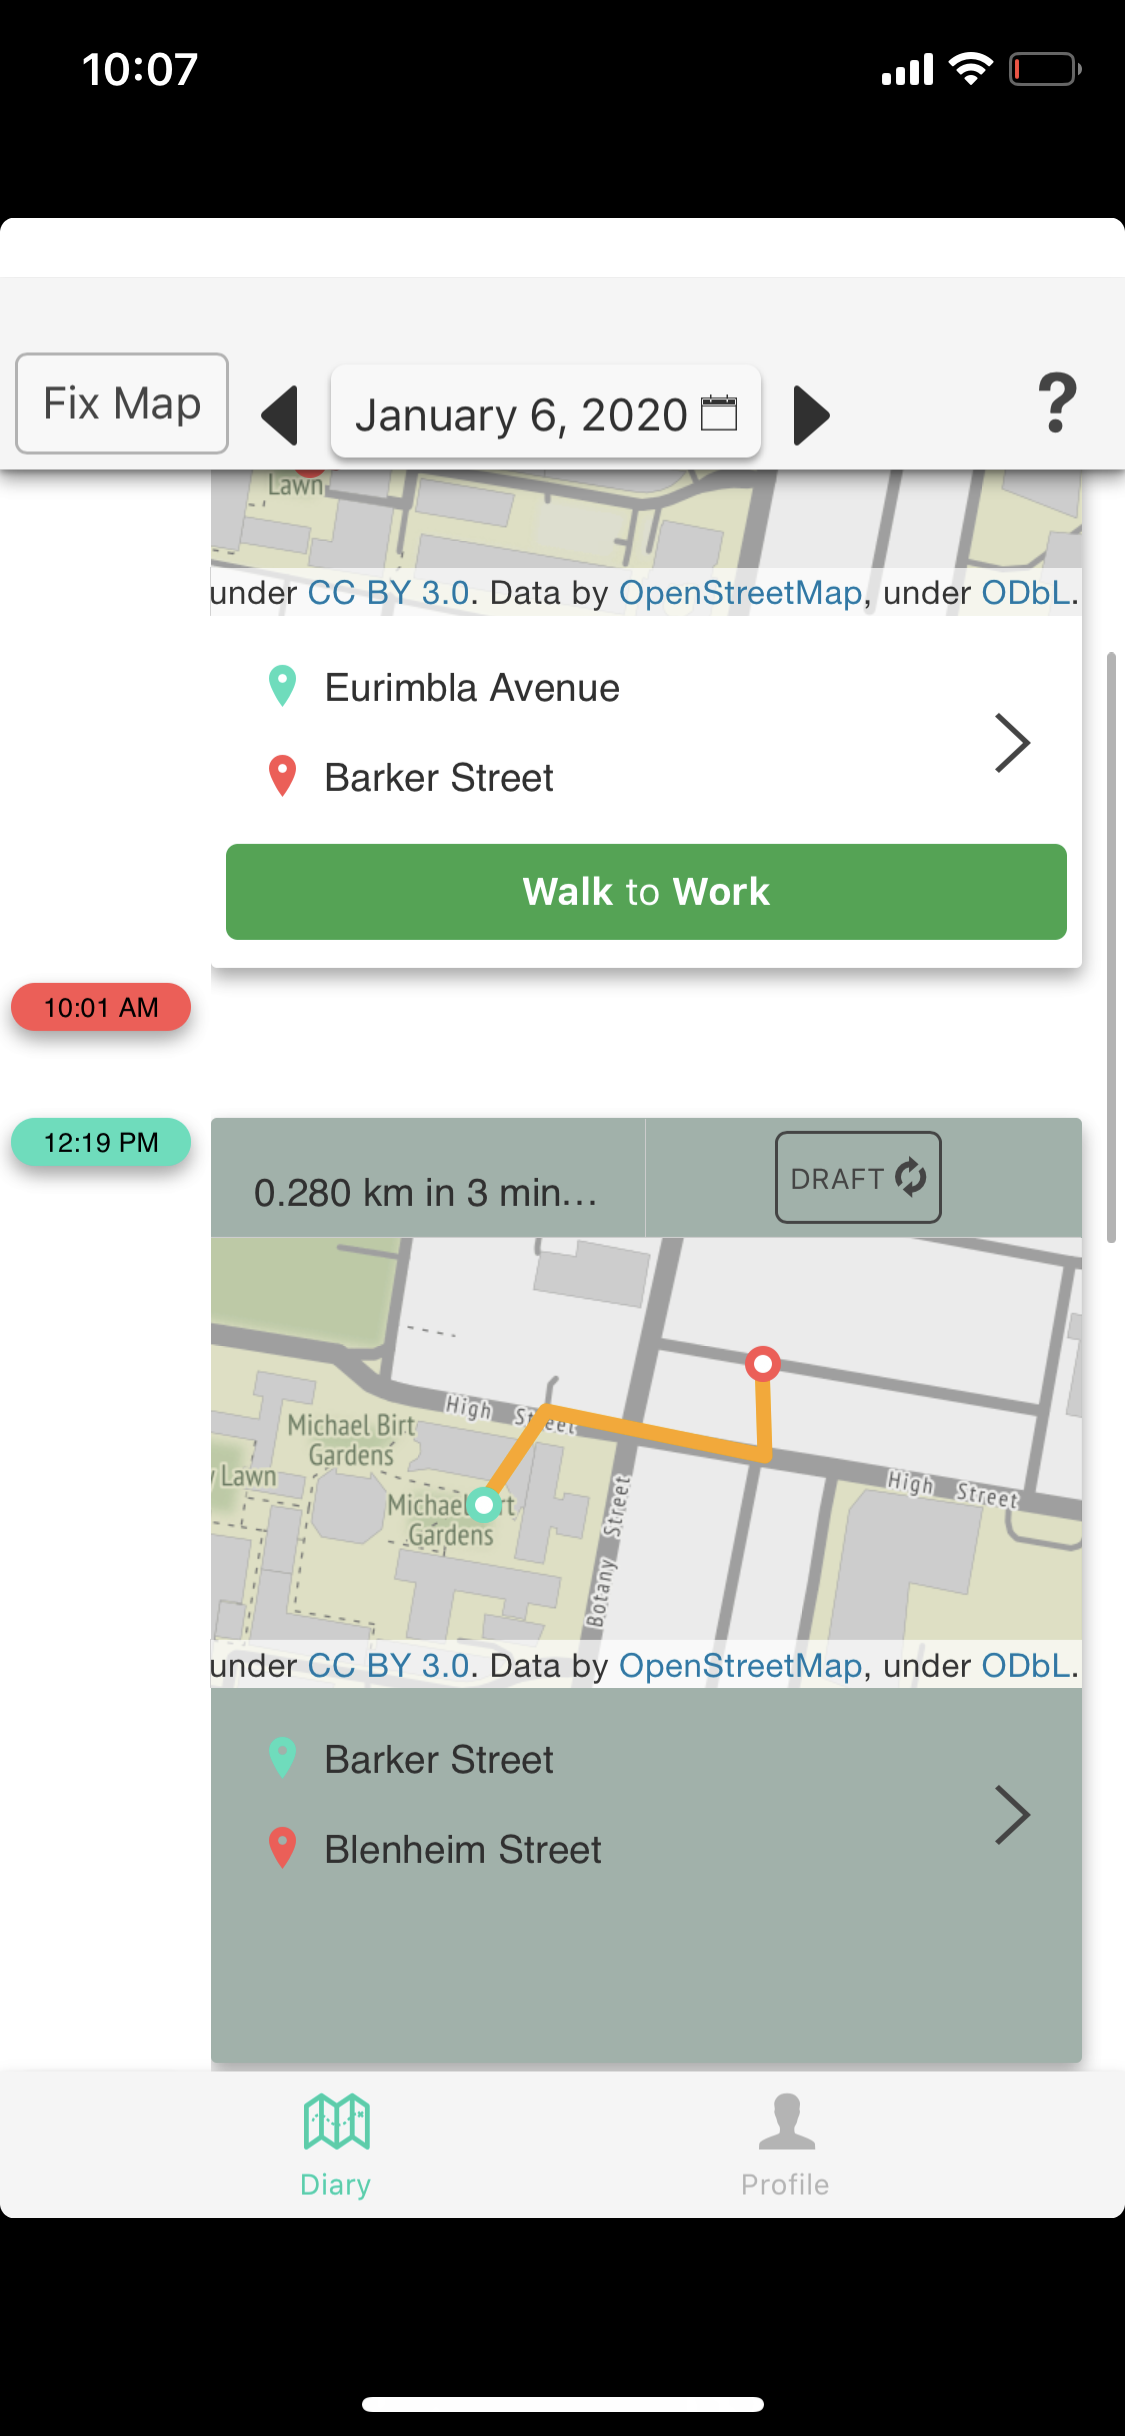 10:07
Fix Map
January 6, 2020
?
Lawn
under CC BY 3.0. Data by OpenStreetMap, under ODbL.
Eurimbla Avenue
Barker Street
Walk to Work
10:01 AM
12:19 PM
0.280 km in 3 min...
DRAFT
High Street
Michael Birt
Gardens
Lawn
High Street
Michael
Gardens
Botany Street
under CC BY 3.0. Data by OpenStreetMap, under ODbL.
Barker Street
Blenheim Street
Diary
Profile